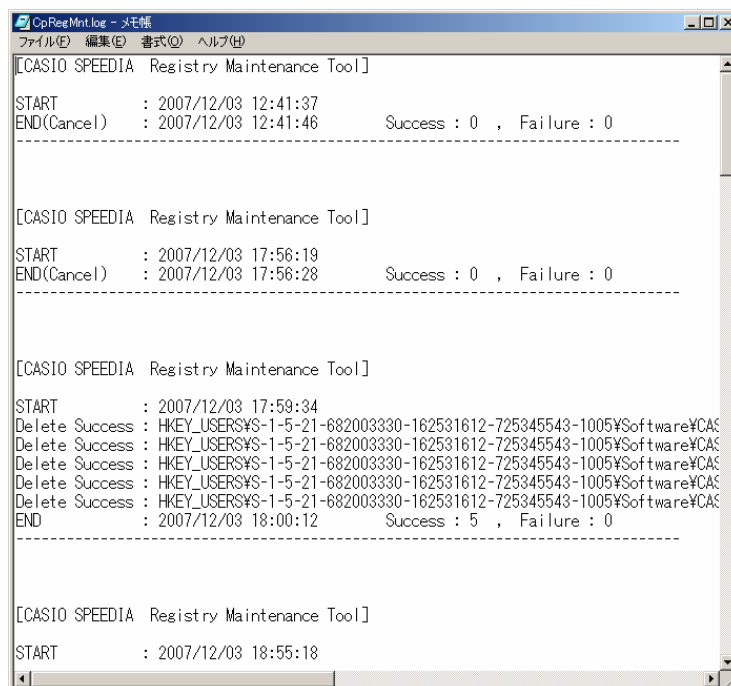 CpRegMnt.log - メモ帳
ファイル(F) 編集(E) 書式(O) ヘルプ(H)
[CASIO SPEEDIA  Registry Maintenance Tool]
START : 2007/12/03 12:41:37
END(Cancel) : 2007/12/03 12:41:46 Success : 0 , Failure : 0
--------------------------------------------------------------------------------
[CASIO SPEEDIA  Registry Maintenance Tool]
START : 2007/12/03 17:56:19
END(Cancel) : 2007/12/03 17:56:28 Success : 0 , Failure : 0
--------------------------------------------------------------------------------
[CASIO SPEEDIA  Registry Maintenance Tool]
START : 2007/12/03 17:59:34
Delete Success : HKEY_USERS¥S-1-5-21-682003330-162531612-725345543-1005¥Software¥CAS
Delete Success : HKEY_USERS¥S-1-5-21-682003330-162531612-725345543-1005¥Software¥CAS
Delete Success : HKEY_USERS¥S-1-5-21-682003330-162531612-725345543-1005¥Software¥CAS
Delete Success : HKEY_USERS¥S-1-5-21-682003330-162531612-725345543-1005¥Software¥CAS
Delete Success : HKEY_USERS¥S-1-5-21-682003330-162531612-725345543-1005¥Software¥CAS
END : 2007/12/03 18:00:12 Success : 5 , Failure : 0
--------------------------------------------------------------------------------
[CASIO SPEEDIA  Registry Maintenance Tool]
START : 2007/12/03 18:55:18